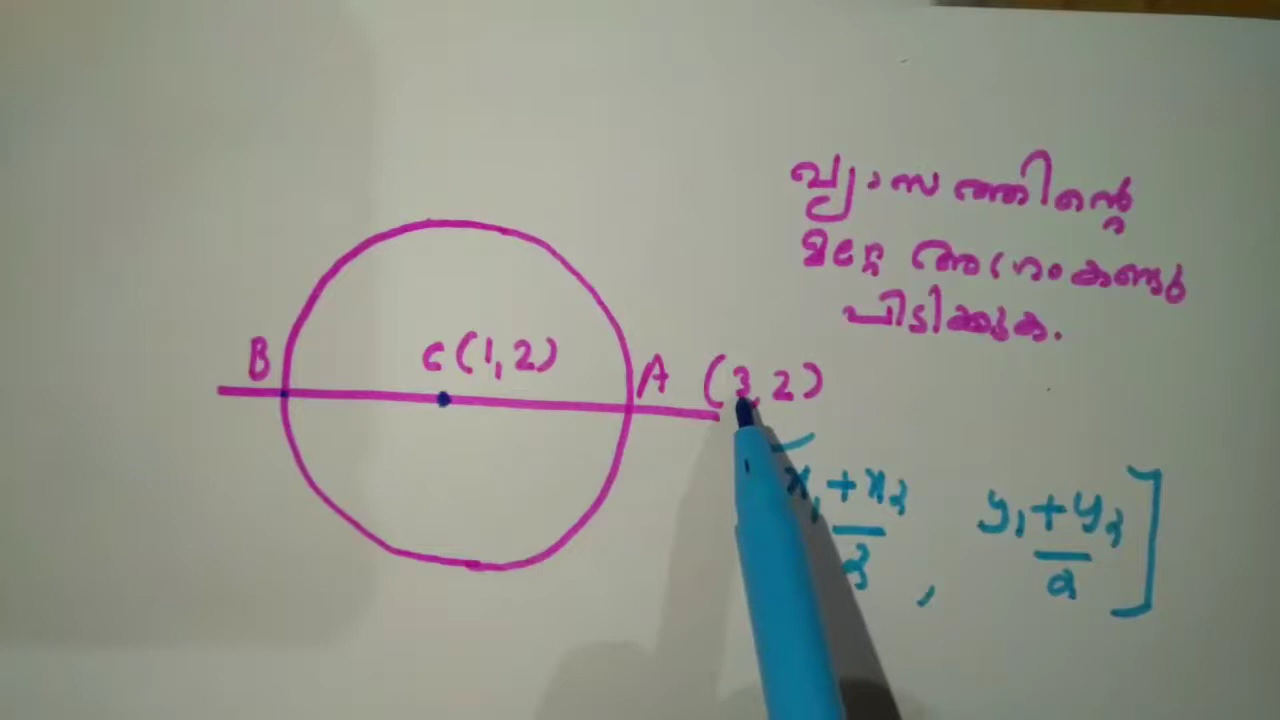 വ്യാസത്തിന്റെ
മറ്റേ അഗ്രംകണ്ടു
പിടിക്കുക.
B
C(1,2)
A (3,2)
x₁+x₂/2, y₁+y₂/2]